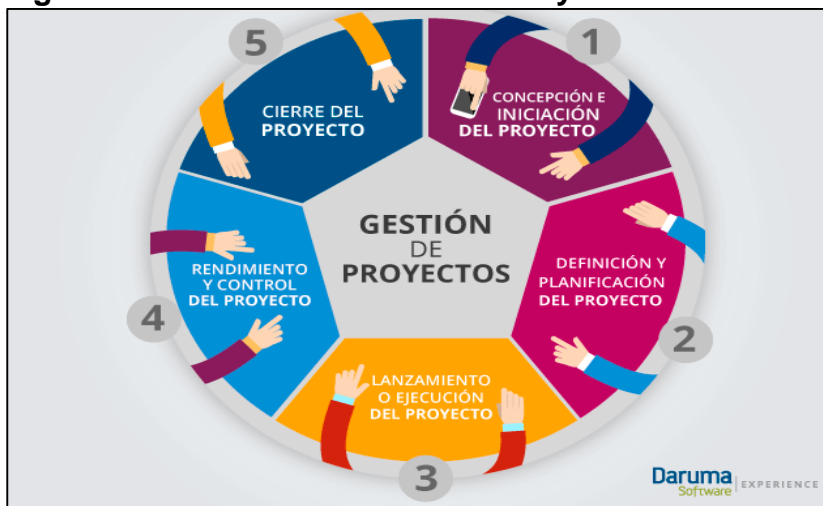 5
1
CIERRE DEL
PROYECTO
CONCEPCIÓN E
INICIACIÓN
DEL PROYECTO
GESTIÓN
DE
PROYECTOS
RENDIMIENTO
Y CONTROL
DEL PROYECTO
DEFINICIÓN Y
PLANIFICACIÓN
DEL PROYECTO
4
2
LANZAMIENTO
O EJECUCIÓN
DEL PROYECTO
3
Daruma
Software
EXPERIENCE